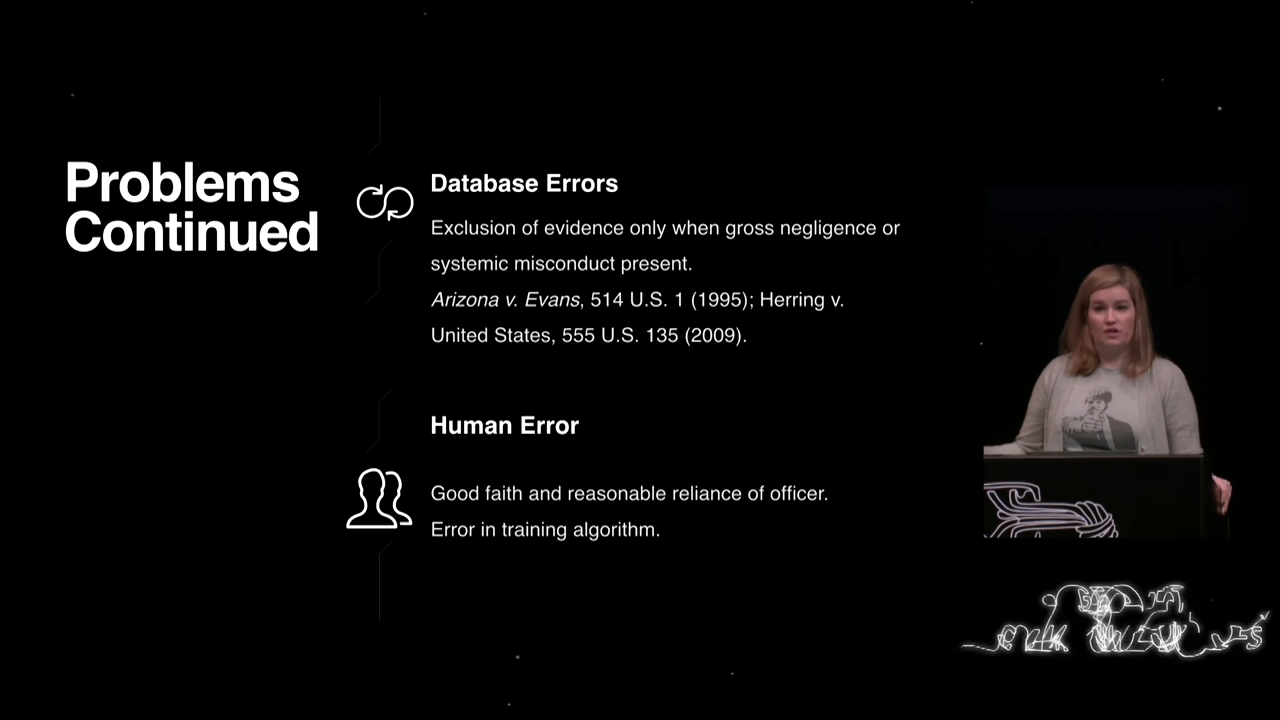 Problems
Continued
Database Errors
Exclusion of evidence only when gross negligence or
systemic misconduct present.
Arizona v. Evans, 514 U.S. 1 (1995); Herring v.
United States, 555 U.S. 135 (2009).
Human Error
Good faith and reasonable reliance of officer.
Error in training algorithm.